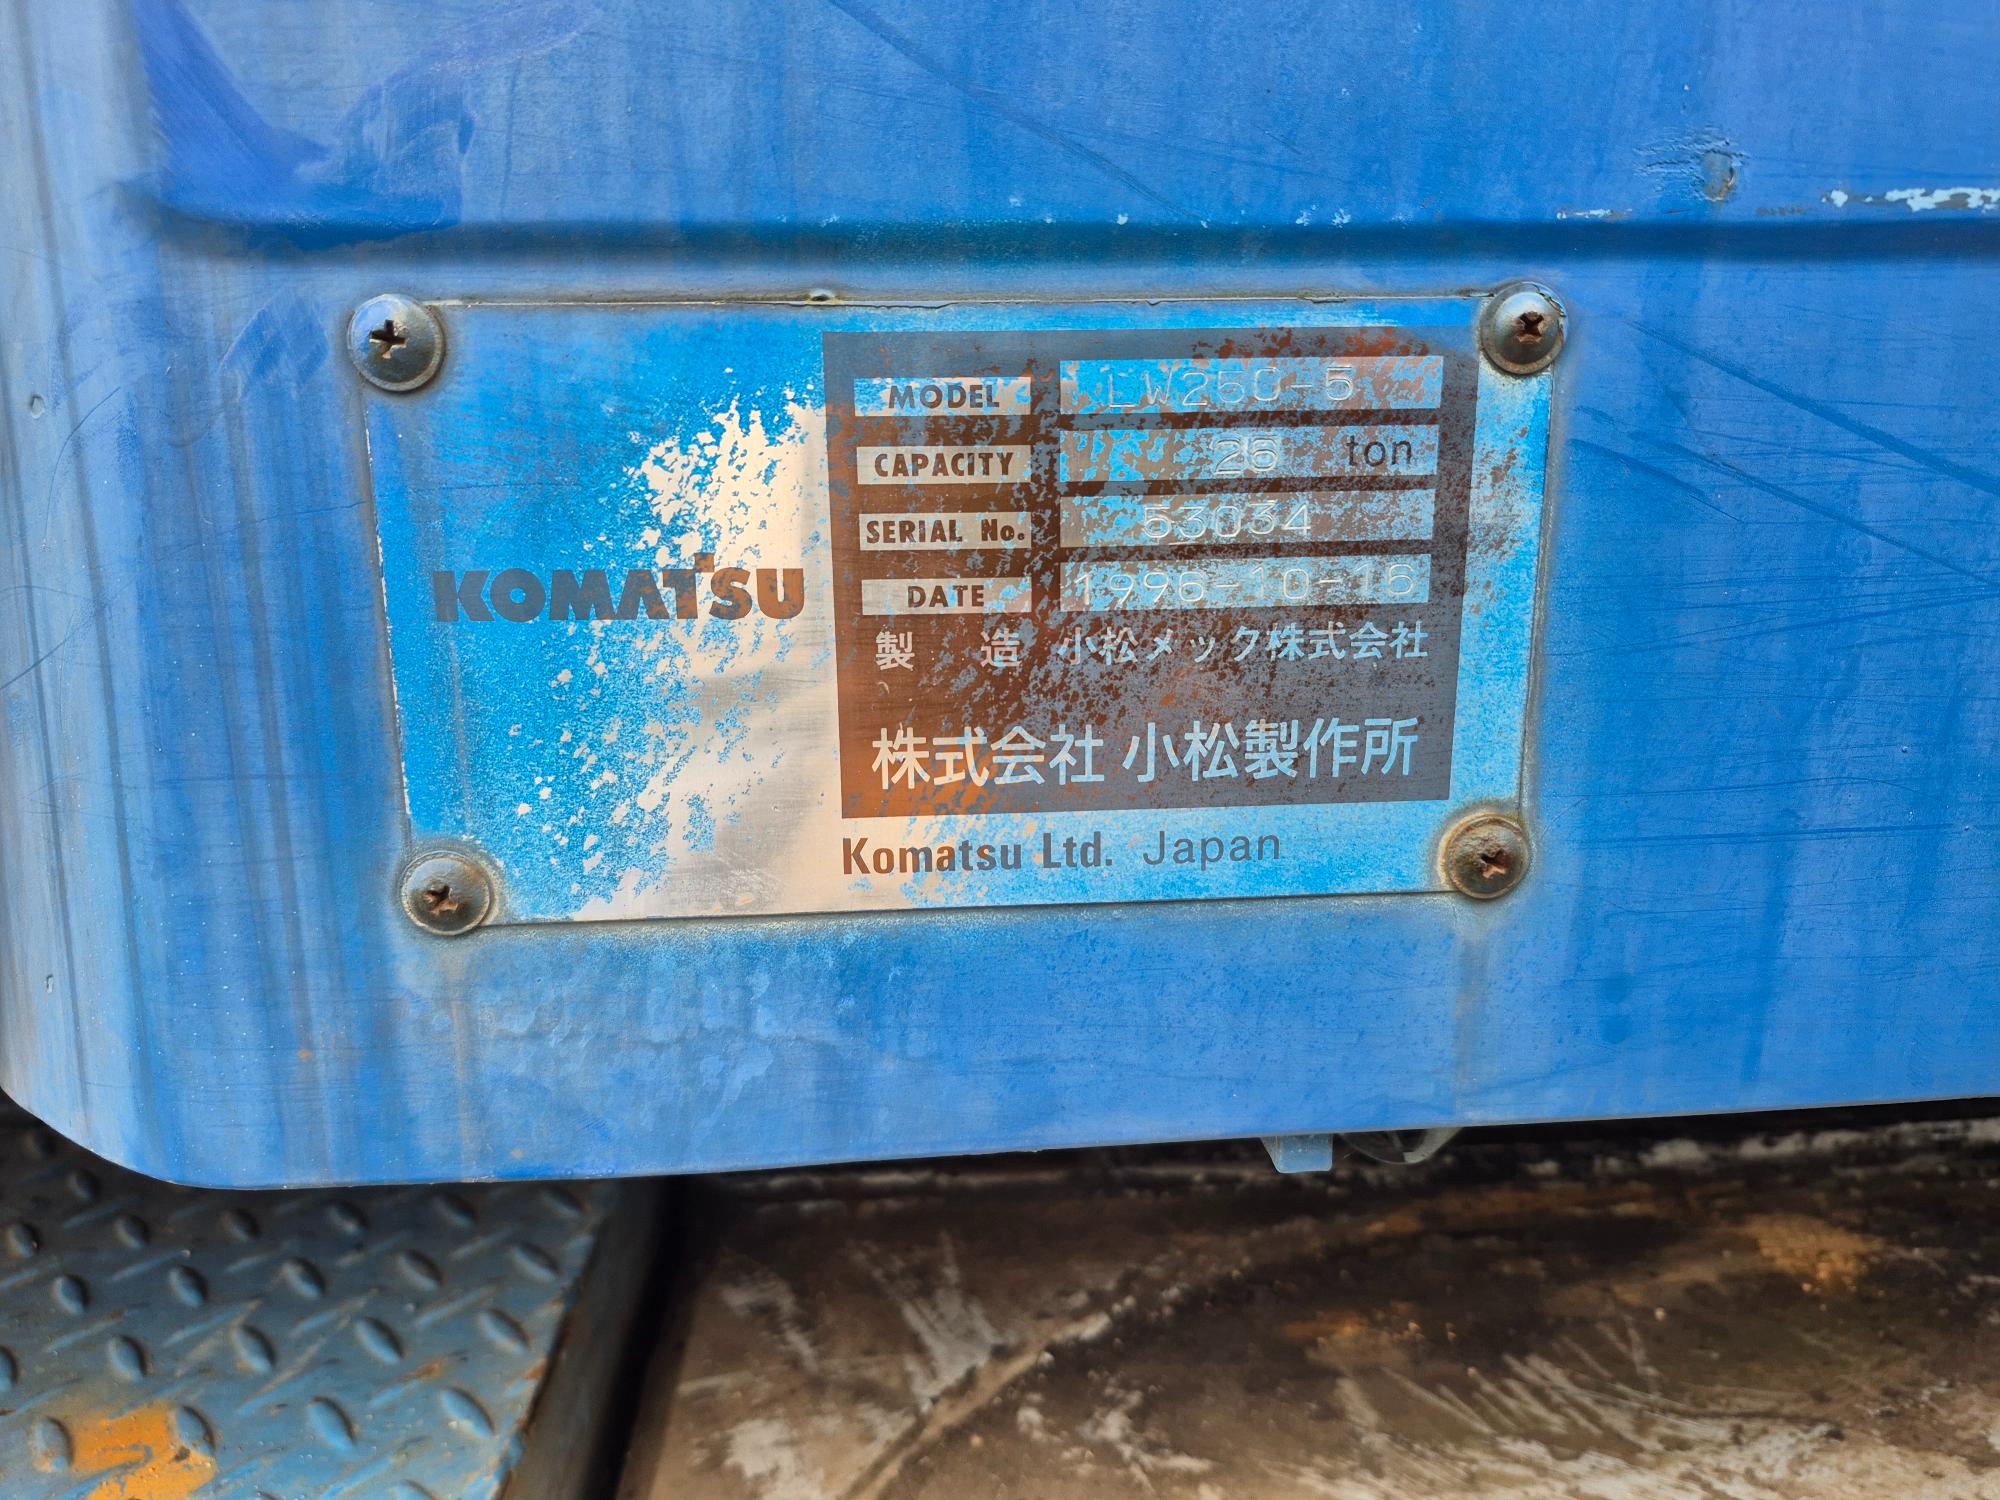 KOMATSU
MODEL LW250-5
CAPACITY 25 ton
SERIAL No. 53034
DATE 1996-10-16
製 造 小松メック株式会社
株式会社 小松製作所
Komatsu Ltd. Japan